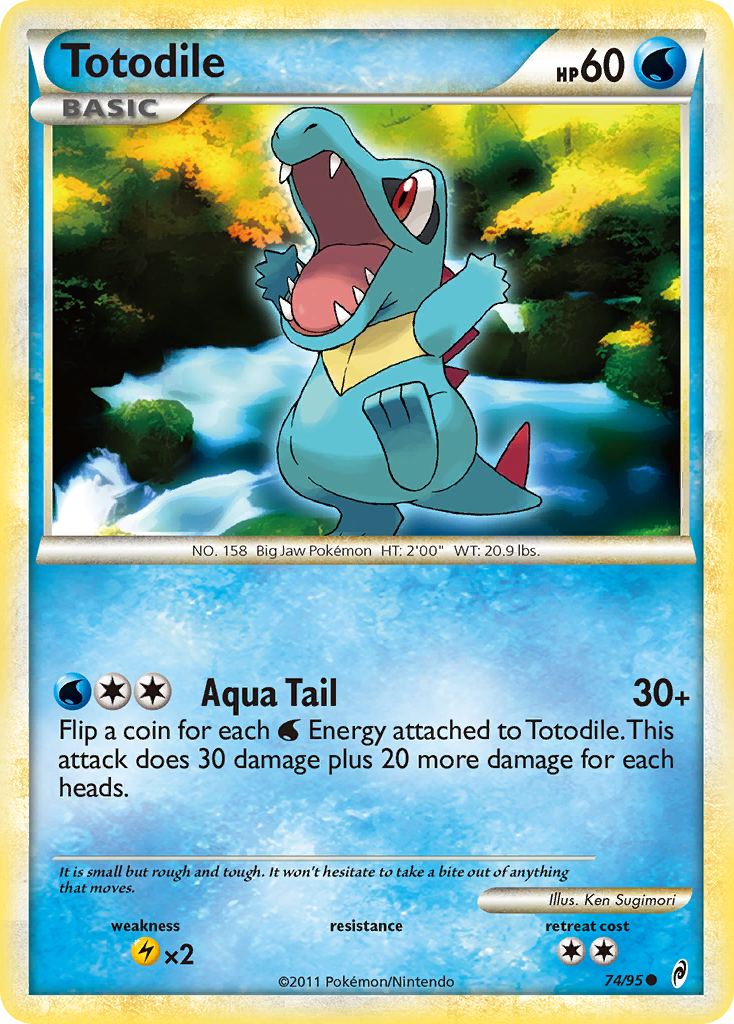 Totodile
HP60
BASIC
NO. 158 Big Jaw Pokémon HT: 2'00" WT: 20.9 lbs.
Aqua Tail 30+
Flip a coin for each Energy attached to Totodile. This
attack does 30 damage plus 20 more damage for each
heads.
It is small but rough and tough. It won't hesitate to take a bite out of anything
that moves.
Illus. Ken Sugimori
weakness resistance retreat cost
×2
©2011 Pokémon/Nintendo
74/95